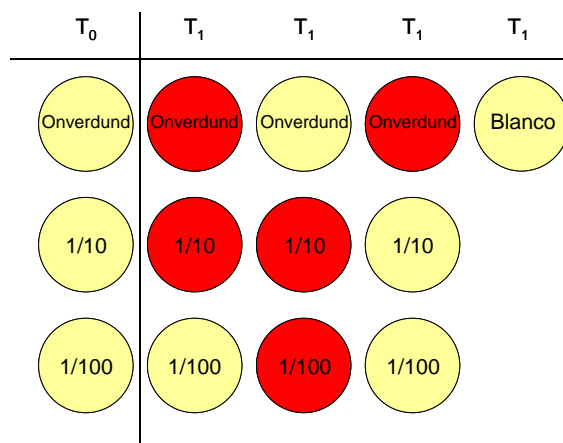 T₀ T₁ T₁ T₁ T₁
Onverdund Onverdund Onverdund Onverdund Blanco
1/10 1/10 1/10 1/10
1/100 1/100 1/100 1/100